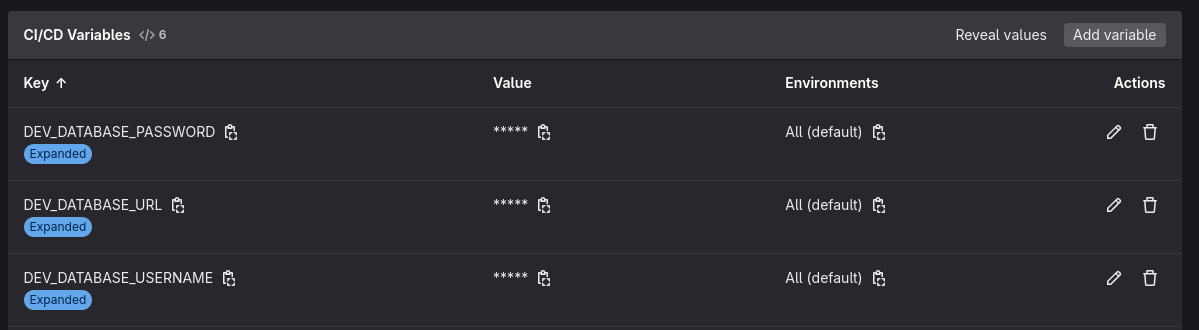 CI/CD Variables </> 6 Reveal values Add variable
Key ↑ Value Environments Actions
DEV_DATABASE_PASSWORD ***** All (default)
Expanded
DEV_DATABASE_URL ***** All (default)
Expanded
DEV_DATABASE_USERNAME ***** All (default)
Expanded